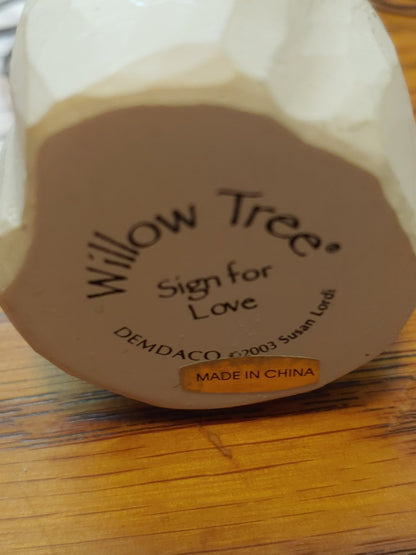 Willow Tree®
Sign for
Love
DEMDACO ©2003 Susan Lordi
MADE IN CHINA